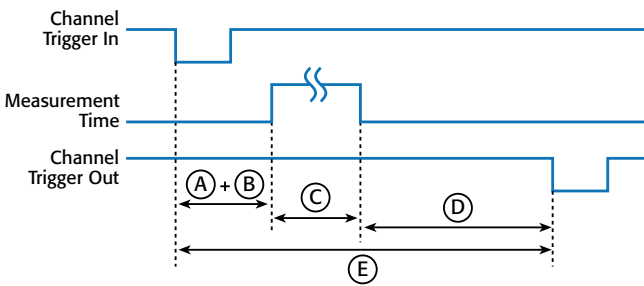 Channel
Trigger In
Measurement
Time
Channel
Trigger Out
A + B
C
D
E